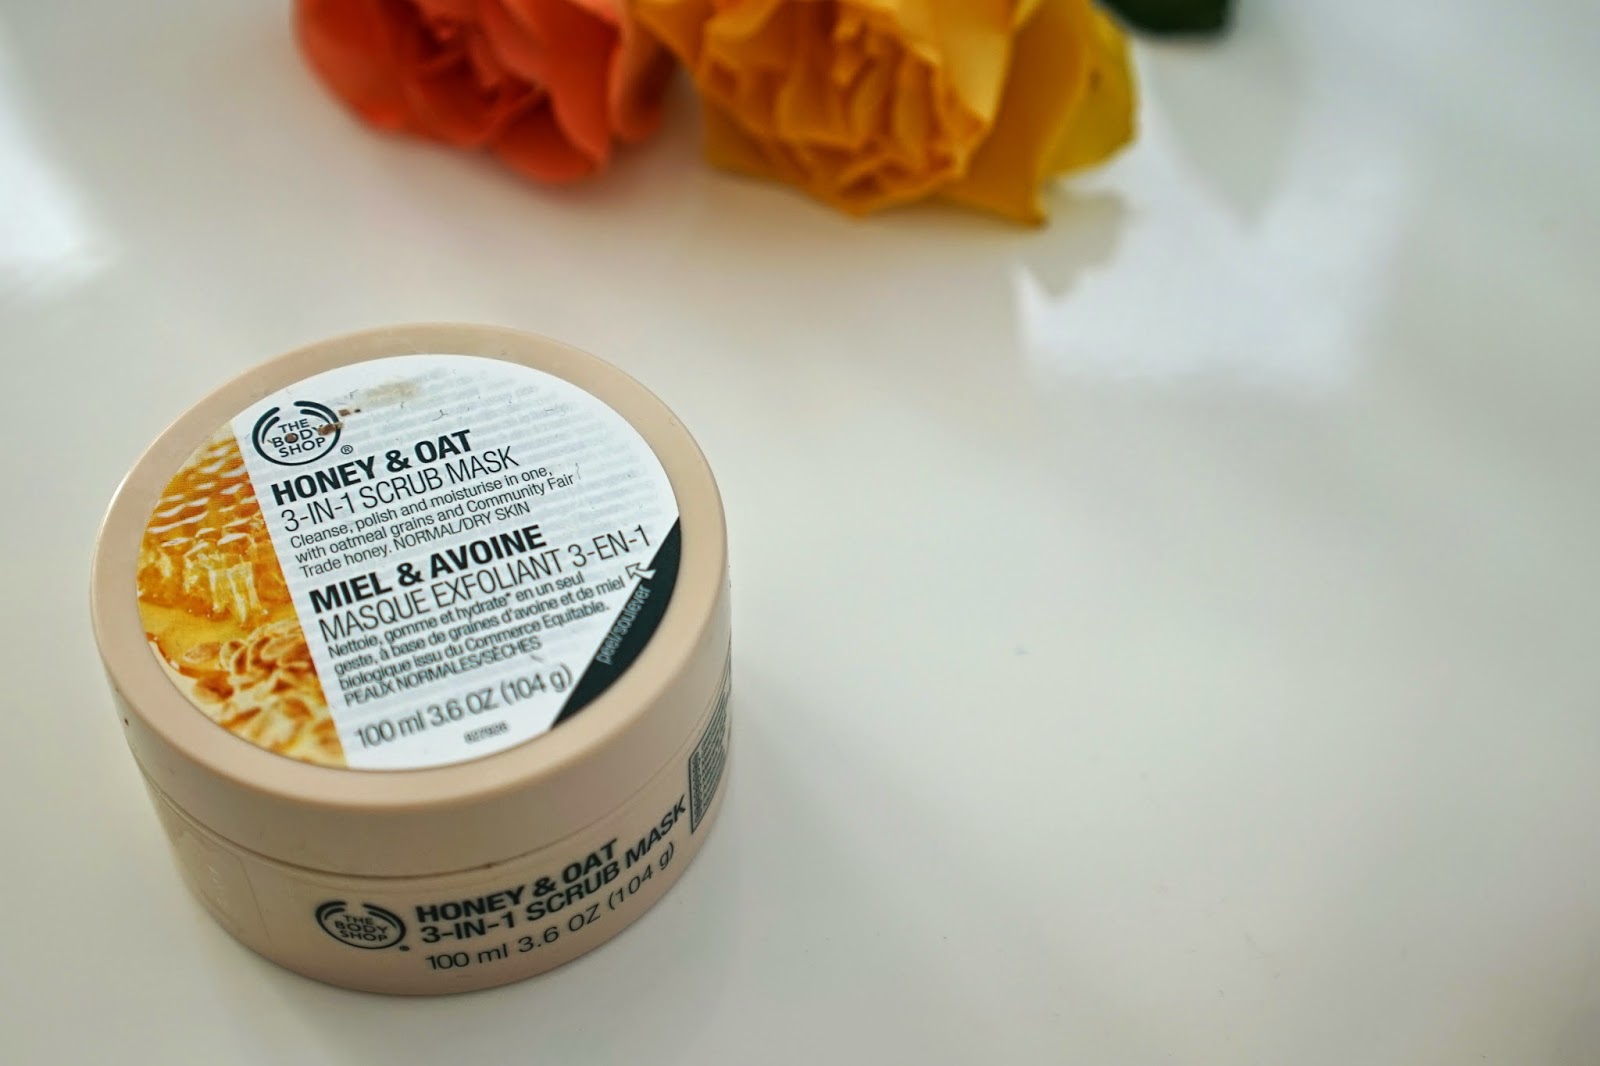 THE
BODY
SHOP
®
HONEY & OAT
3-IN-1 SCRUB MASK
Cleanse, polish and moisturise in one,
with oatmeal grains and Community Fair
Trade honey. NORMAL/DRY SKIN
MIEL & AVOINE
MASQUE EXFOLIANT 3-EN-1
Nettoie, gomme et hydrate* en un seul
geste, à base de graines d'avoine et de miel
biologique issu du Commerce Equitable.
PEAUX NORMALES/SÈCHES
100 ml 3.6 OZ (104 g)
peel/soulever
THE
BODY
SHOP
HONEY & OAT
3-IN-1 SCRUB MASK
100 ml 3.6 OZ (104 g)